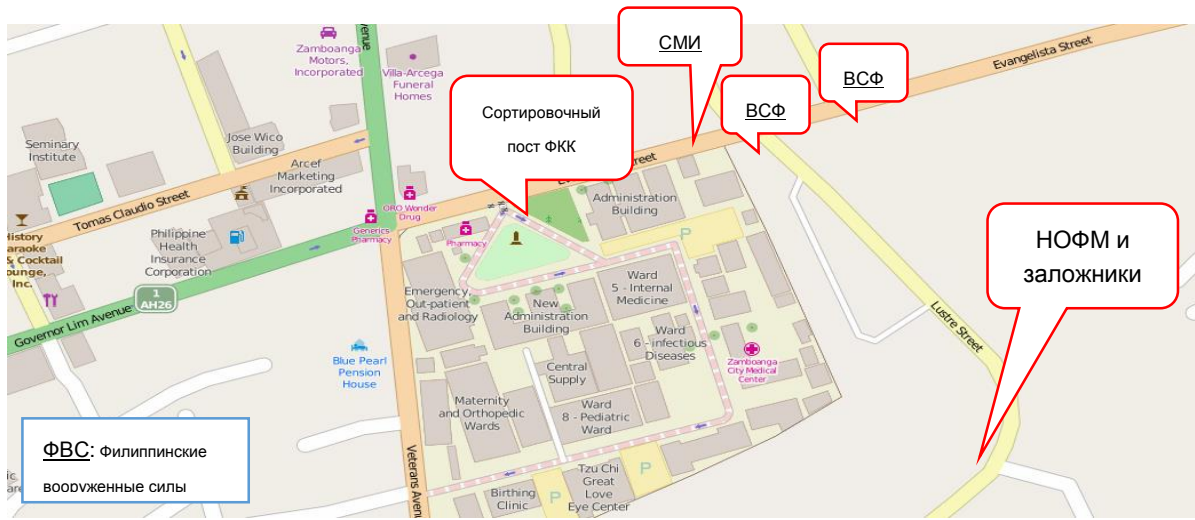 СМИ
ВСФ
ВСФ
Evangelista Street
Zamboanga
Motors,
Incorporated
Villa-Arcega
Funeral
Homes
Сортировочный
пост ФКК
Street
Seminary
Institute
Jose Wico
Building
Arcef
Marketing
Incorporated
Tomas Claudio Street
ORO Wonder
Drug
Generics
Pharmacy
Pharmacy
Administration
Building
P
НОФМ и
заложники
Philippine
Health
Insurance
Corporation
History
araoke
& Cocktail
ounge,
Inc.
1
AH26
Governor Lim Avenue
Emergency,
Out-patient
and Radiology
New
Administration
Building
Ward
5 - Internal
Medicine
Ward
6 - infectious
Diseases
Lustre Street
Zamboanga
City Medical
Center
Blue Pearl
Pension
House
Central
Supply
Maternity
and Orthopedic
Wards
Ward
8 - Pediatric
Ward
ФВС: Филиппинские
вооруженные силы
Veterans Avenue
P
P
Birthing
Clinic
Tzu Chi
Great
Love
Eye Center